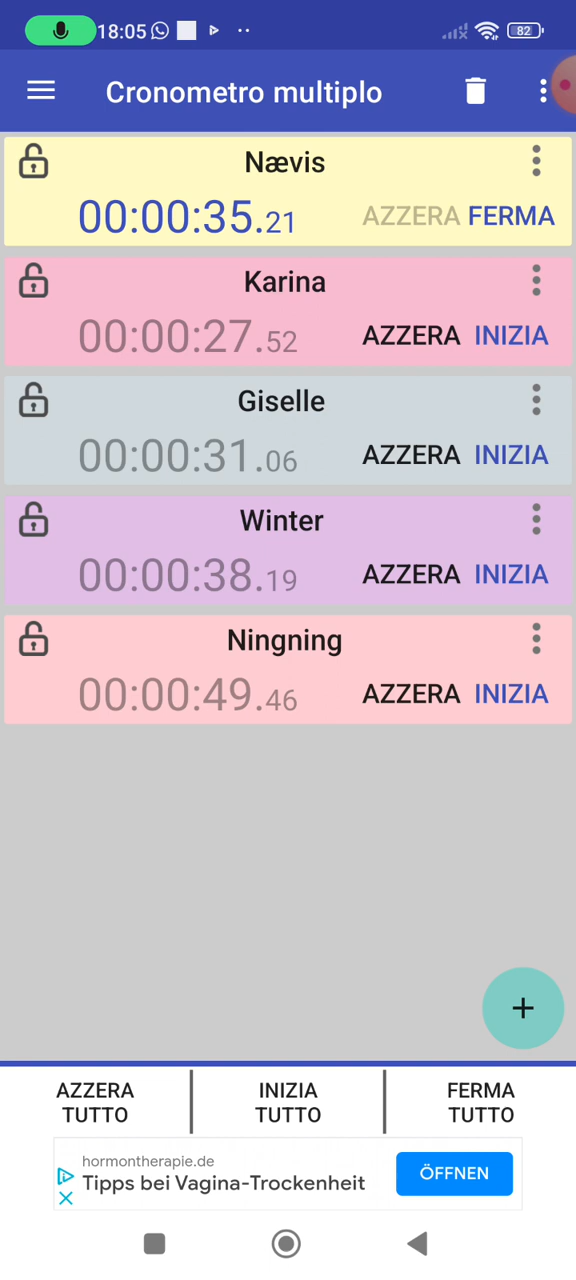 18:05 82
Cronometro multiplo
Nævis
00:00:35.21 AZZERA FERMA
Karina
00:00:27.52 AZZERA INIZIA
Giselle
00:00:31.06 AZZERA INIZIA
Winter
00:00:38.19 AZZERA INIZIA
Ningning
00:00:49.46 AZZERA INIZIA
+
AZZERA
TUTTO
INIZIA
TUTTO
FERMA
TUTTO
hormontherapie.de
Tipps bei Vagina-Trockenheit
ÖFFNEN